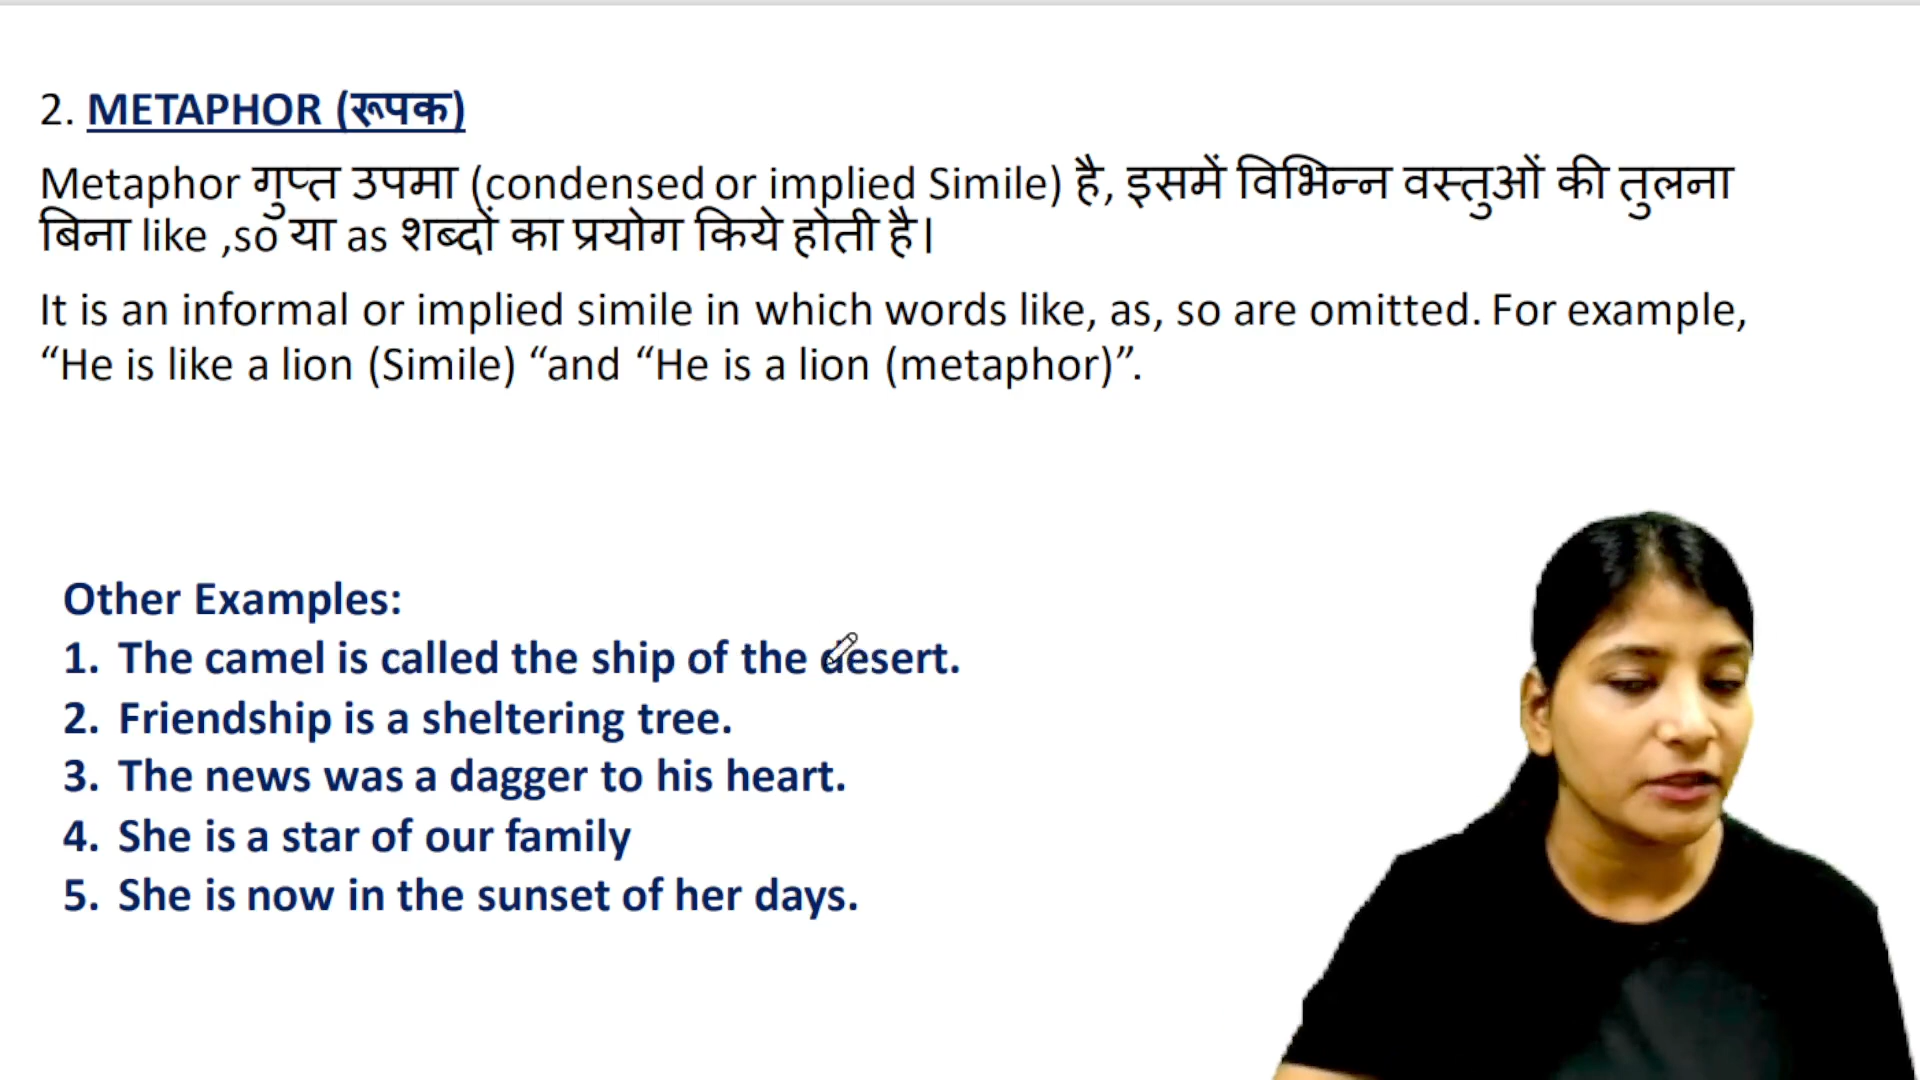 2. METAPHOR (रूपक)
Metaphor गुप्त उपमा (condensed or implied Simile) है, इसमें विभिन्न वस्तुओं की तुलना
बिना like ,so या as शब्दों का प्रयोग किये होती है।
It is an informal or implied simile in which words like, as, so are omitted. For example,
“He is like a lion (Simile) “and “He is a lion (metaphor)”.
Other Examples:
1. The camel is called the ship of the desert.
2. Friendship is a sheltering tree.
3. The news was a dagger to his heart.
4. She is a star of our family
5. She is now in the sunset of her days.